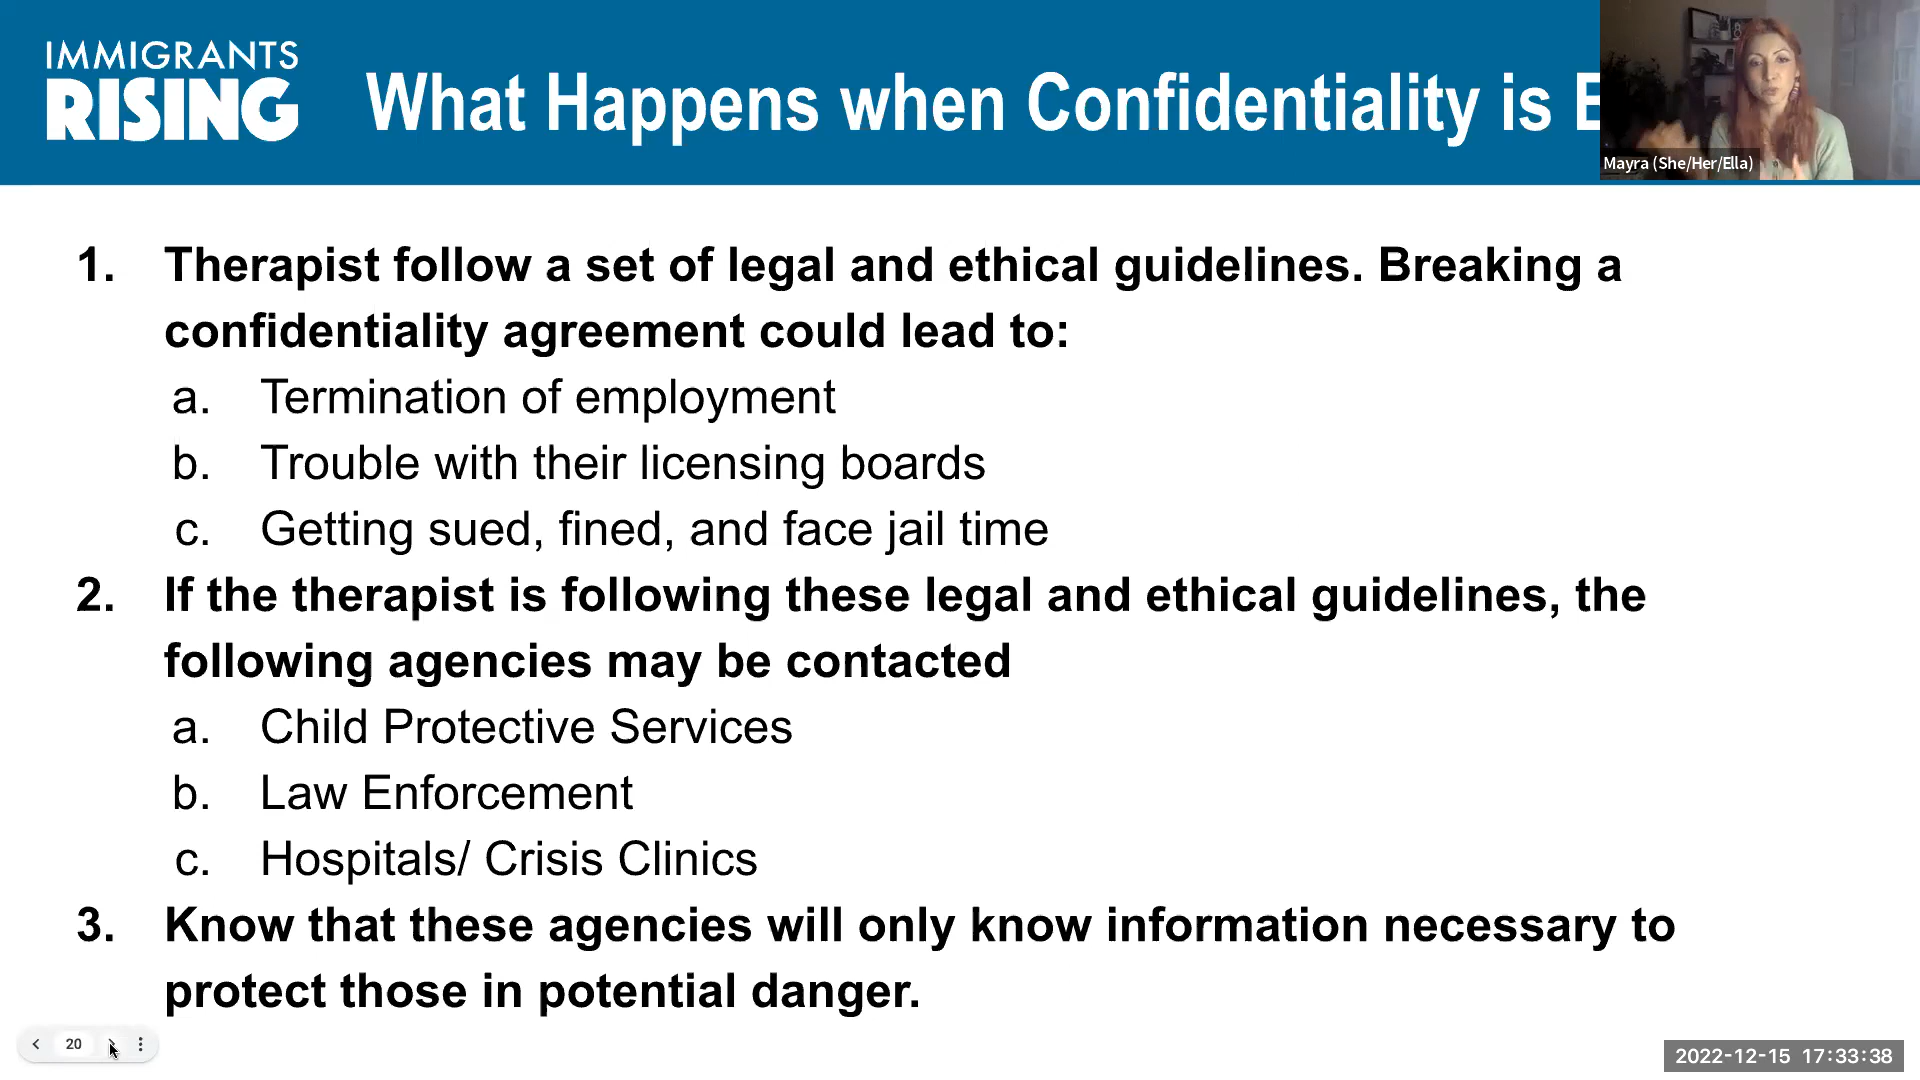 IMMIGRANTS
RISING
What Happens when Confidentiality is
Mayra (She/Her/Ella)
1. Therapist follow a set of legal and ethical guidelines. Breaking a
confidentiality agreement could lead to:
a. Termination of employment
b. Trouble with their licensing boards
c. Getting sued, fined, and face jail time
2. If the therapist is following these legal and ethical guidelines, the
following agencies may be contacted
a. Child Protective Services
b. Law Enforcement
c. Hospitals/ Crisis Clinics
3. Know that these agencies will only know information necessary to
protect those in potential danger.
20
2022-12-15 17:33:38